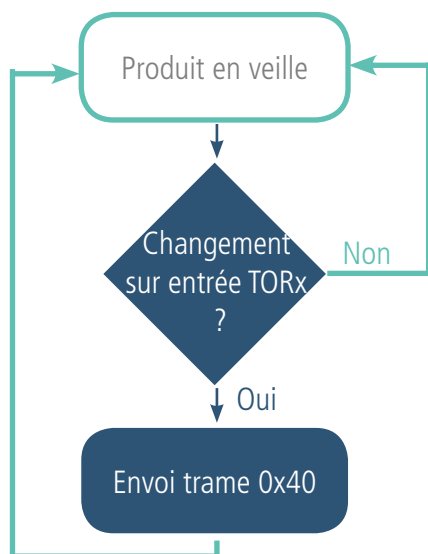 Produit en veille
Changement
sur entrée TORx
?
Non
Oui
Envoi trame 0x40